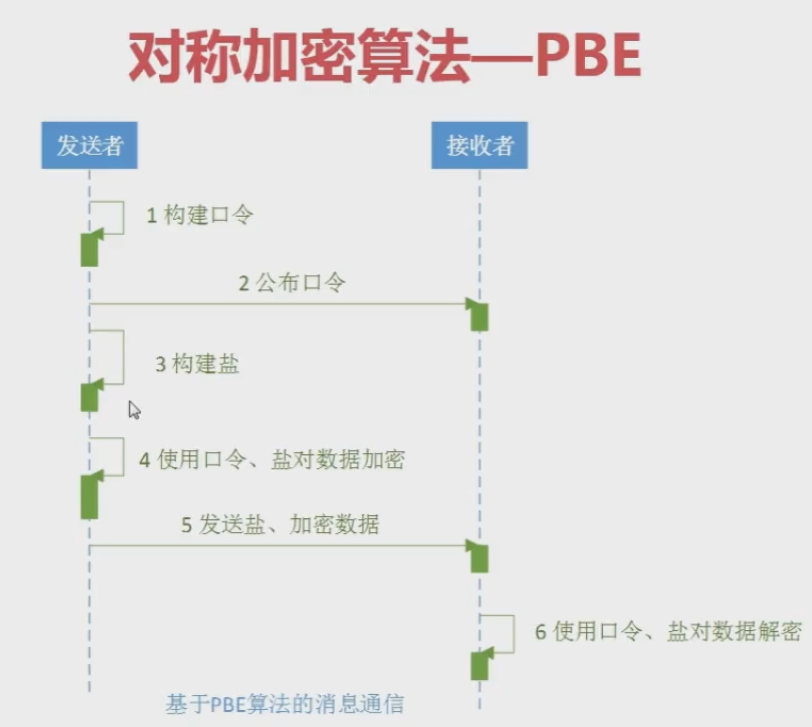 对称加密算法—PBE
发送者
接收者
1 构建口令
2 公布口令
3 构建盐
4 使用口令、盐对数据加密
5 发送盐、加密数据
6 使用口令、盐对数据解密
基于PBE算法的消息通信